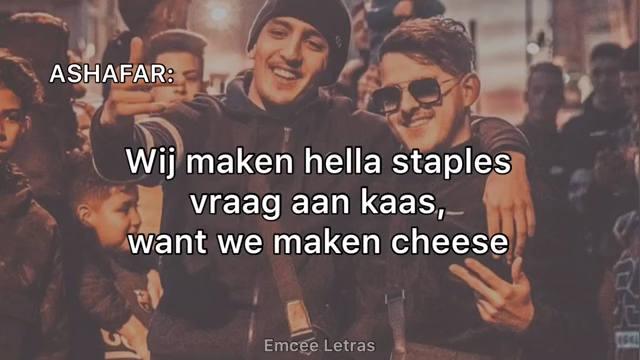 ASHAFAR:
Wij maken hella staples
vraag aan kaas,
want we maken cheese
Emcee Letras